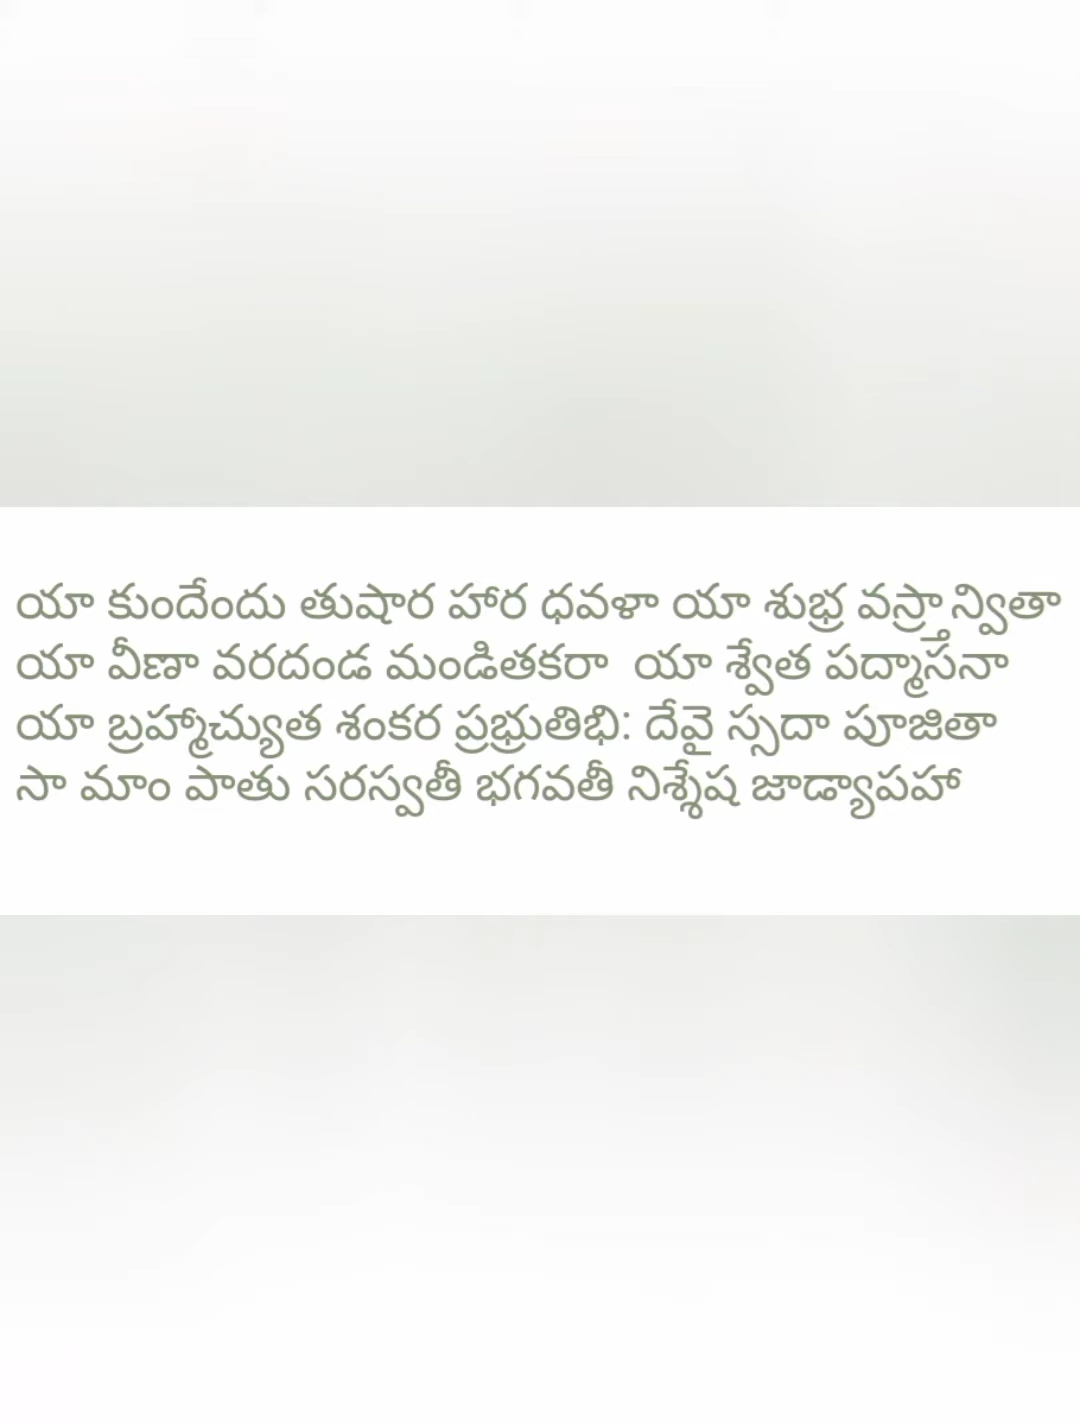 యా కుందేందు తుషార హార ధవళా యా శుభ్ర వస్త్రాన్వితా
యా వీణా వరదండ మండితకరా యా శ్వేత పద్మాసనా
యా బ్రహ్మాచ్యుత శంకర ప్రభ్రుతిభి: దేవై స్సదా పూజితా
సా మాం పాతు సరస్వతీ భగవతీ నిశ్శేష జాడ్యాపహా